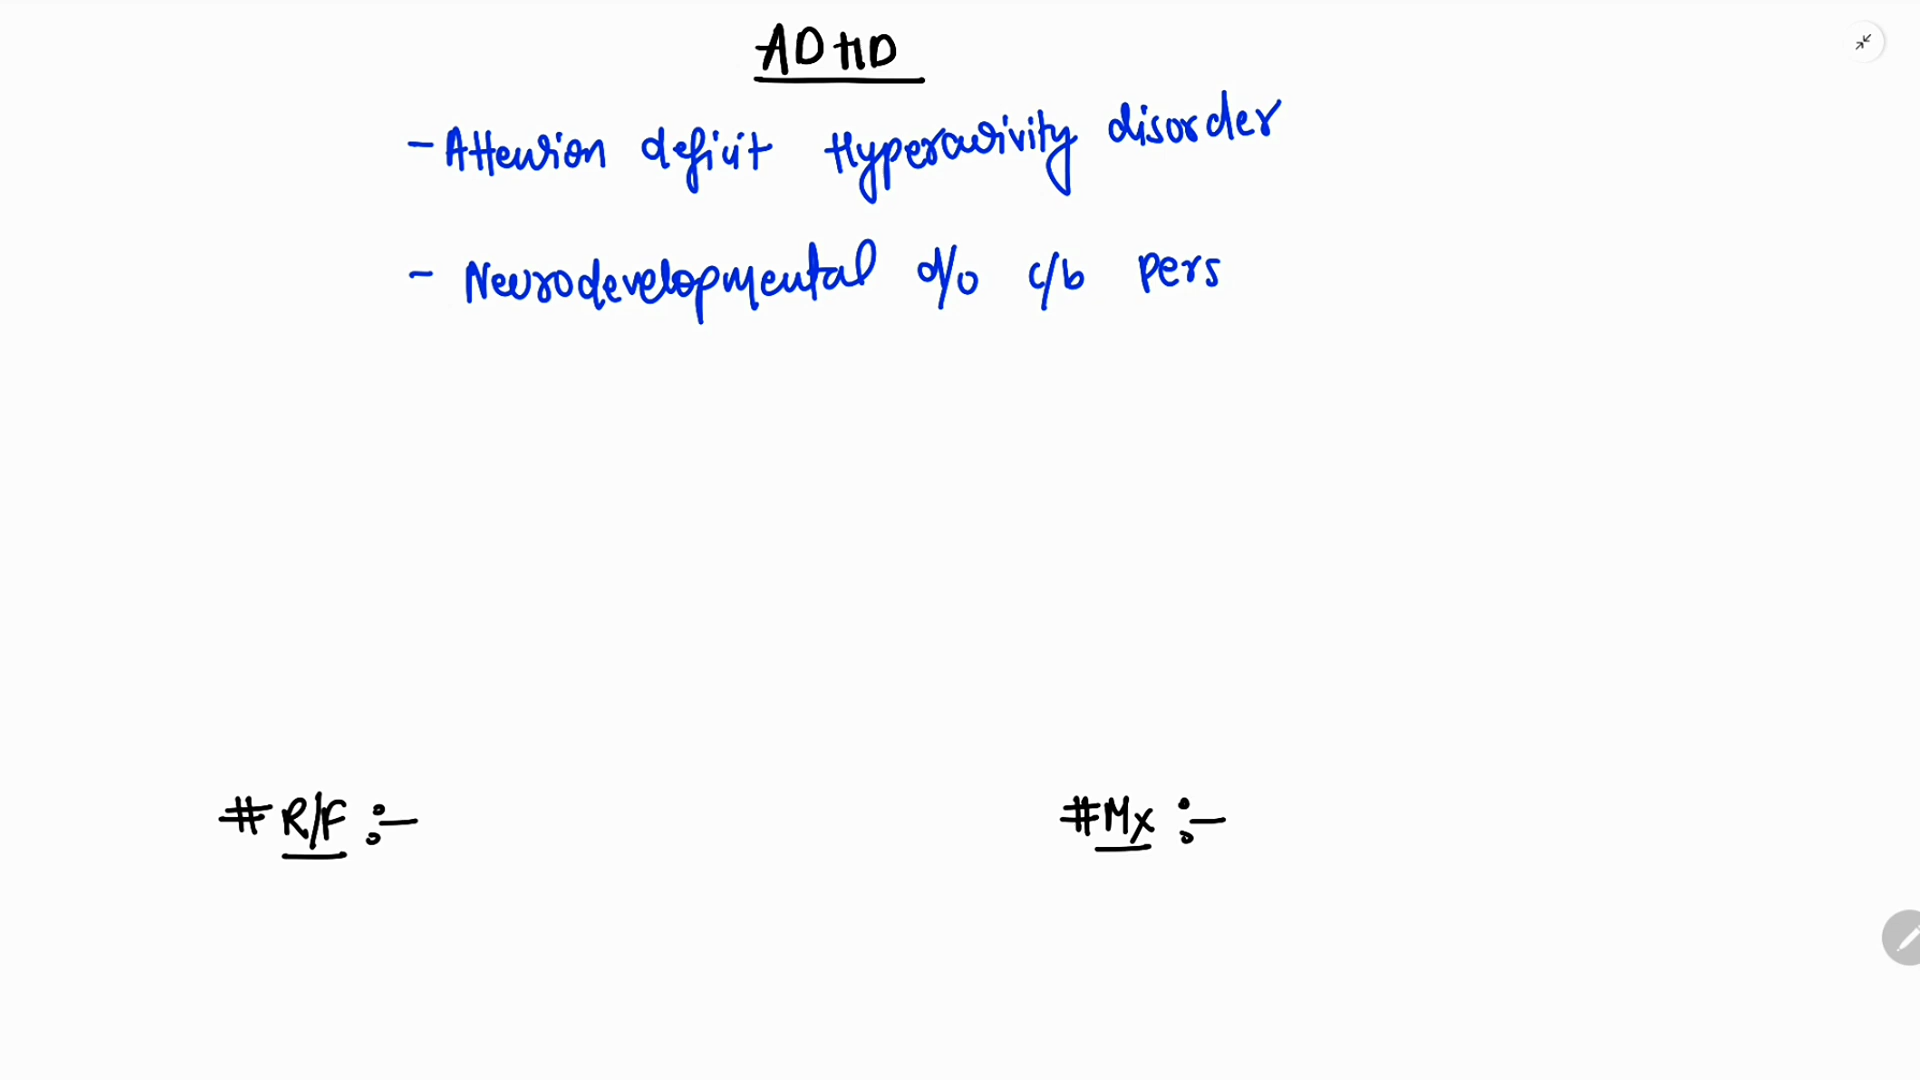 ADHD
- Attention deficit Hyperactivity disorder
- Neurodevelopmental d/o c/b pers
# R/F :-
# Mx :-